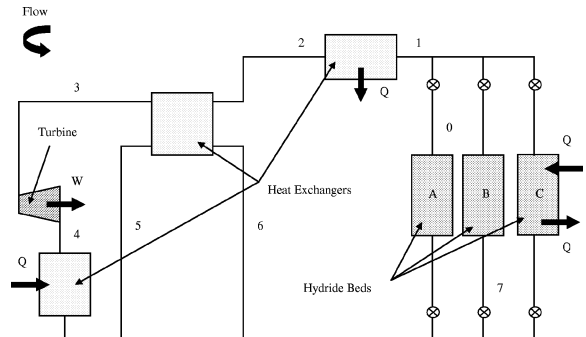 Flow
2
1
3
Q
Turbine
0
Q
W
Heat Exchangers
A
B
C
4
5
6
Q
Q
Hydride Beds
7